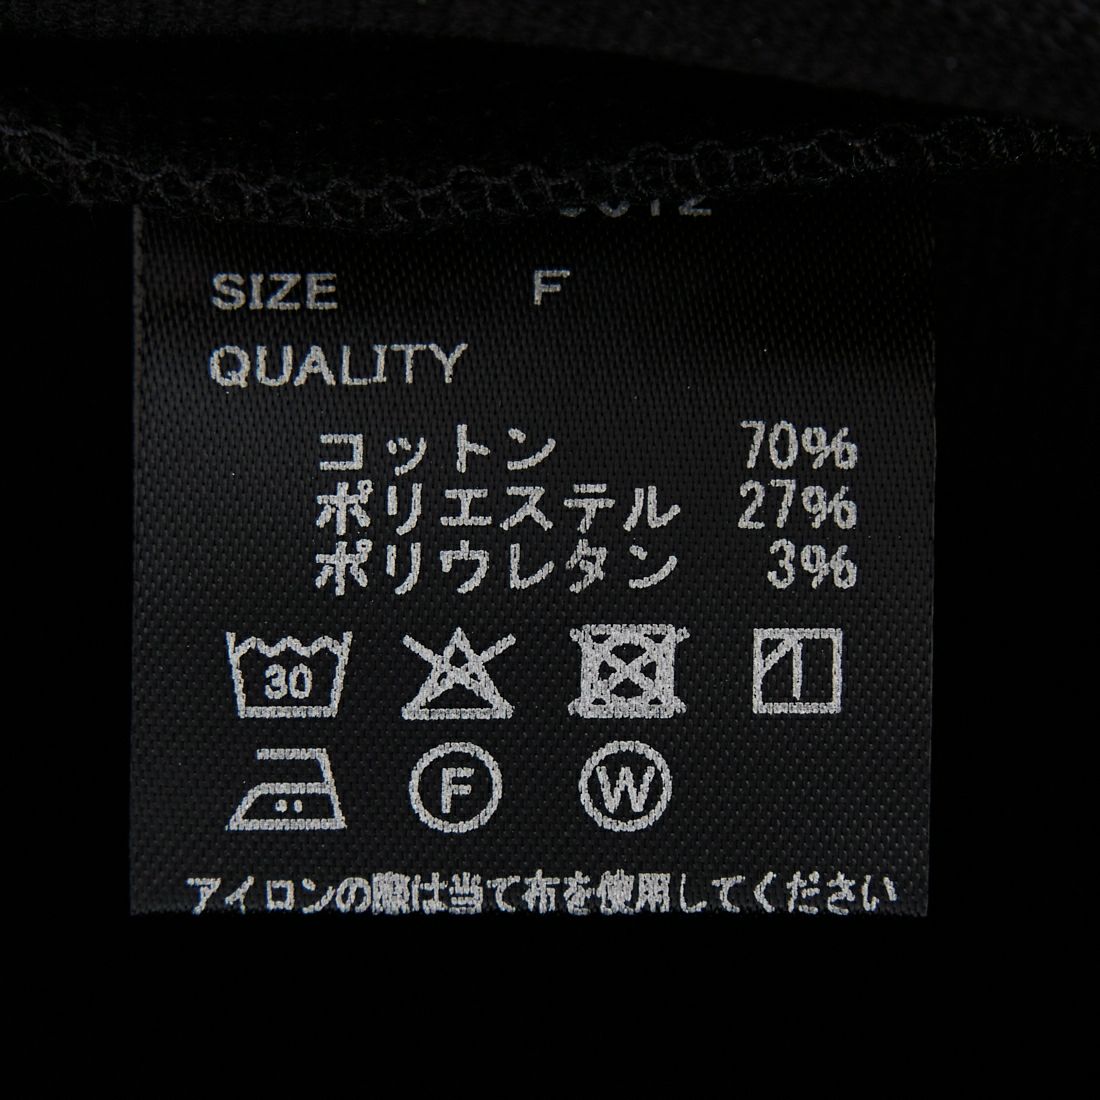 SIZE F
QUALITY
コットン 70%
ポリエステル 27%
ポリウレタン 3%
30
F W
アイロンの際は当て布を使用してください